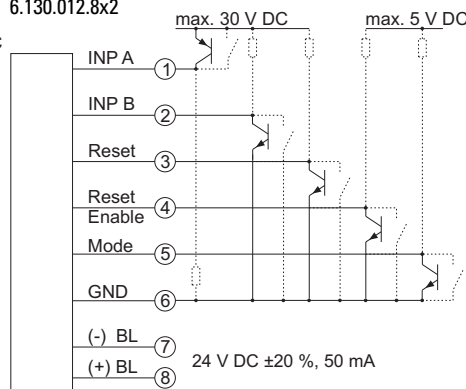 6.130.012.8x2
max. 30 V DC max. 5 V DC
INP A 1
INP B 2
Reset 3
Reset
Enable 4
Mode 5
GND 6
(-) BL 7
(+) BL 8
24 V DC ±20 %, 50 mA